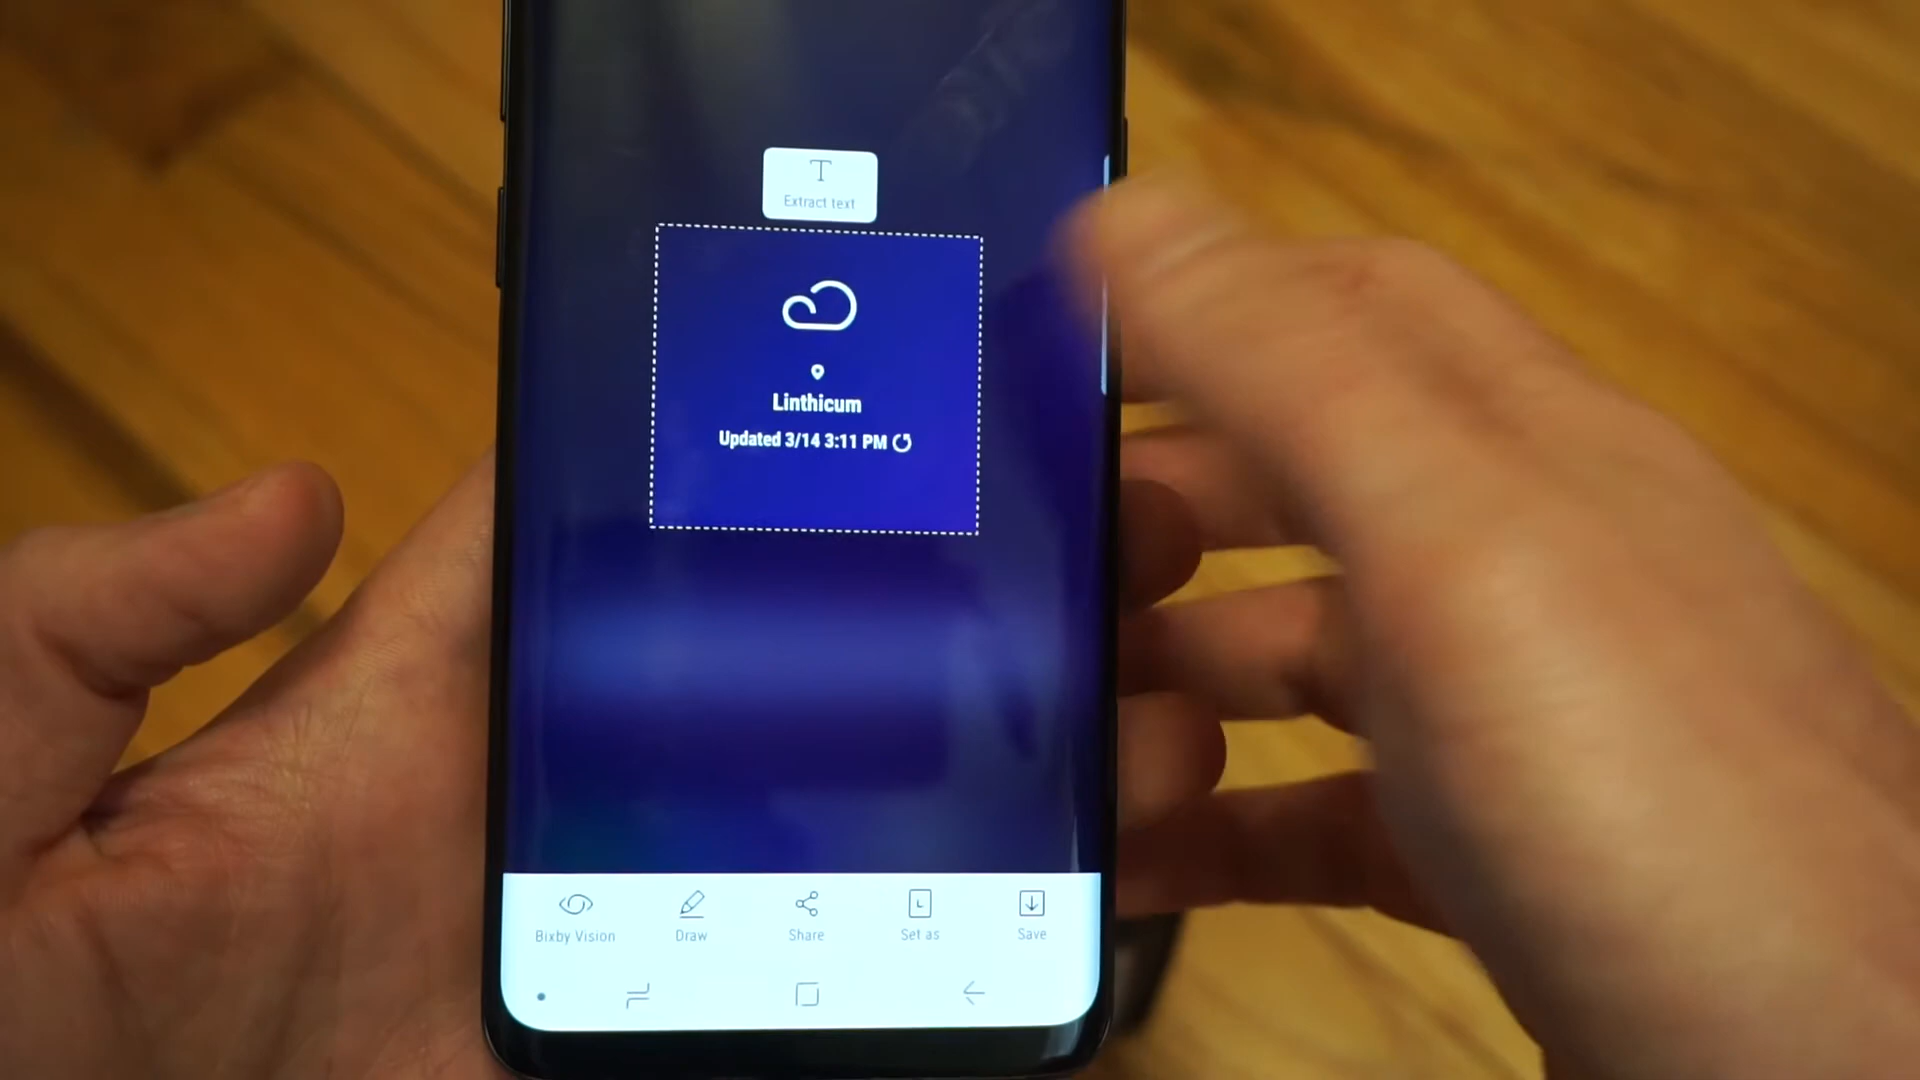 Extract text
Linthicum
Updated 3/14 3:11 PM
Bixby Vision
Draw
Share
Set as
Save